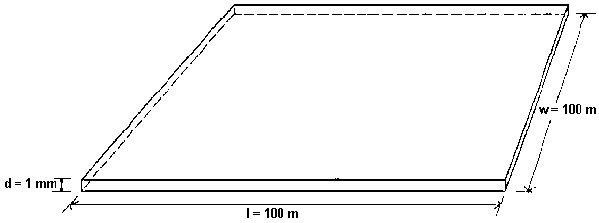 w = 100 m
d = 1 mm
l = 100 m